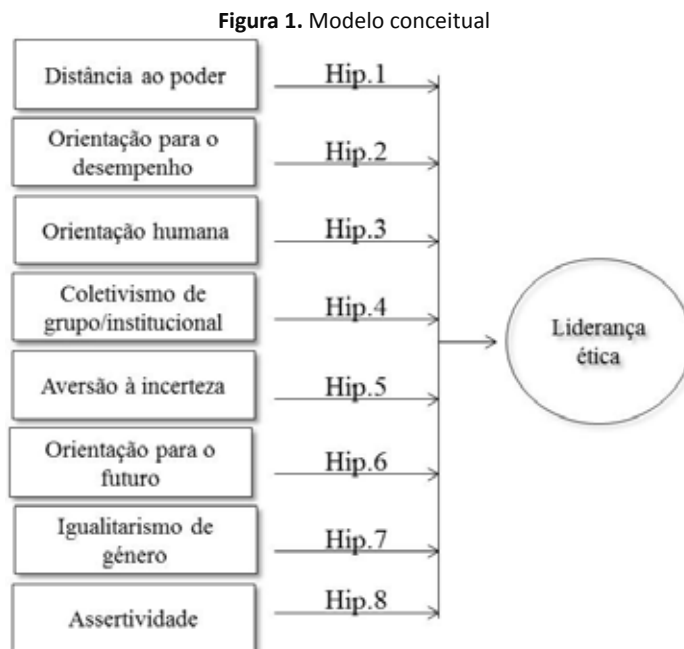 Figura 1. Modelo conceitual
Distância ao poder
Hip.1
Orientação para o
desempenho
Hip.2
Orientação humana
Hip.3
Coletivismo de
grupo/institucional
Hip.4
Aversão à incerteza
Hip.5
Orientação para o
futuro
Hip.6
Igualitarismo de
género
Hip.7
Assertividade
Hip.8
Liderança
ética